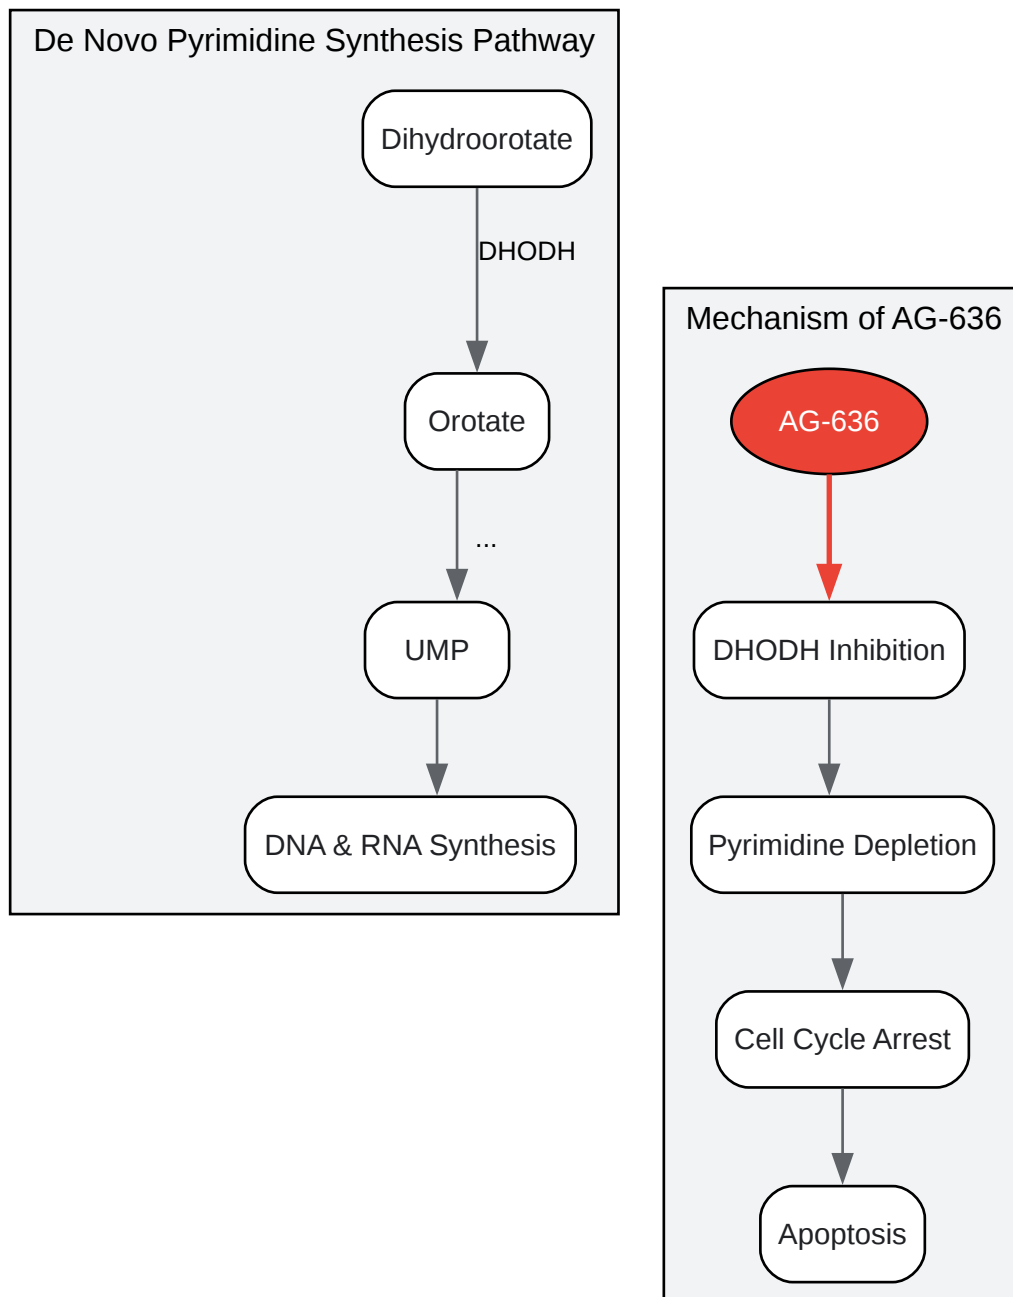 De Novo Pyrimidine Synthesis Pathway
Dihydroorotate
DHODH
Orotate
...
UMP
DNA & RNA Synthesis
Mechanism of AG-636
AG-636
DHODH Inhibition
Pyrimidine Depletion
Cell Cycle Arrest
Apoptosis